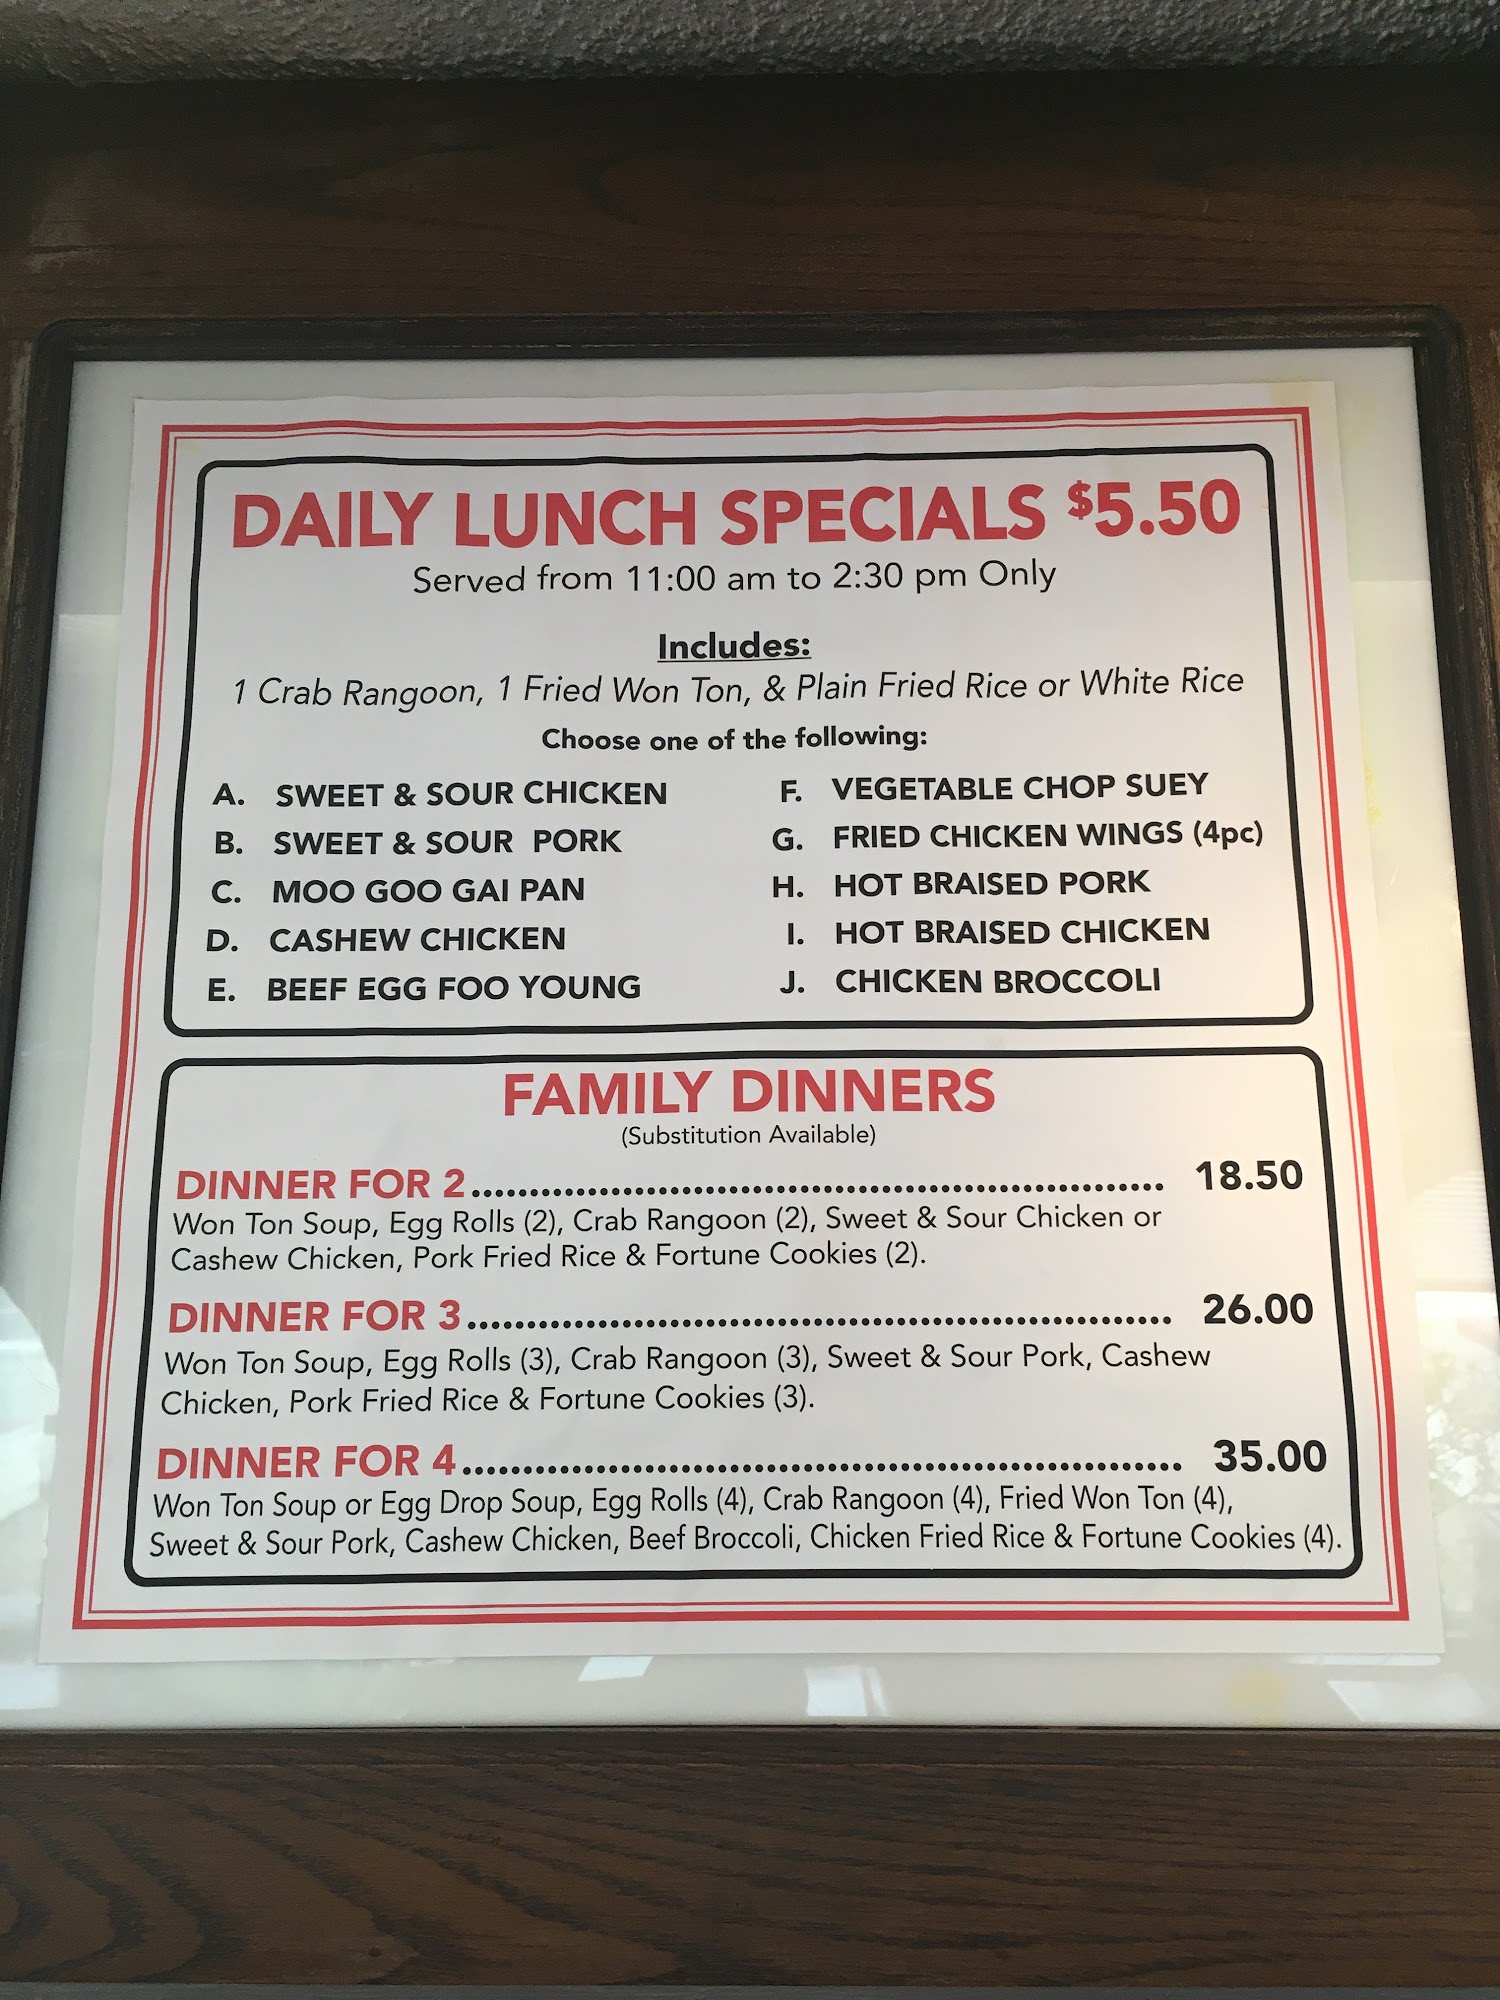 DAILY LUNCH SPECIALS $5.50
Served from 11:00 am to 2:30 pm Only
Includes:
1 Crab Rangoon, 1 Fried Won Ton, & Plain Fried Rice or White Rice
Choose one of the following:
A. SWEET & SOUR CHICKEN
B. SWEET & SOUR PORK
C. MOO GOO GAI PAN
D. CASHEW CHICKEN
E. BEEF EGG FOO YOUNG
F. VEGETABLE CHOP SUEY
G. FRIED CHICKEN WINGS (4pc)
H. HOT BRAISED PORK
I. HOT BRAISED CHICKEN
J. CHICKEN BROCCOLI
FAMILY DINNERS
(Substitution Available)
DINNER FOR 2.......................................................... 18.50
Won Ton Soup, Egg Rolls (2), Crab Rangoon (2), Sweet & Sour Chicken or
Cashew Chicken, Pork Fried Rice & Fortune Cookies (2).
DINNER FOR 3.......................................................... 26.00
Won Ton Soup, Egg Rolls (3), Crab Rangoon (3), Sweet & Sour Pork, Cashew
Chicken, Pork Fried Rice & Fortune Cookies (3).
DINNER FOR 4.......................................................... 35.00
Won Ton Soup or Egg Drop Soup, Egg Rolls (4), Crab Rangoon (4), Fried Won Ton (4),
Sweet & Sour Pork, Cashew Chicken, Beef Broccoli, Chicken Fried Rice & Fortune Cookies (4).